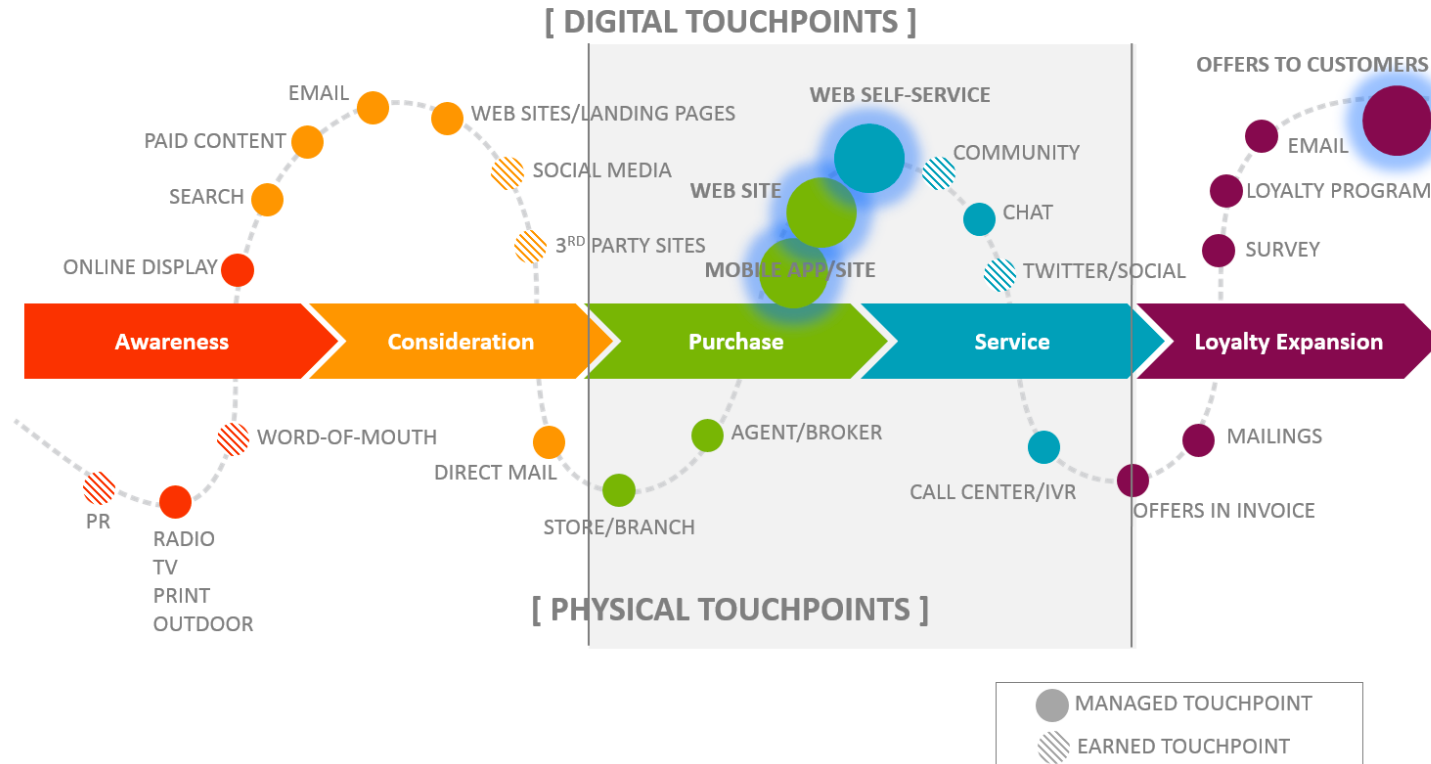 [ DIGITAL TOUCHPOINTS ]
OFFERS TO CUSTOMERS
EMAIL
WEB SELF-SERVICE
WEB SITES/LANDING PAGES
PAID CONTENT
EMAIL
COMMUNITY
SOCIAL MEDIA
WEB SITE
LOYALTY PROGRAM
SEARCH
CHAT
3RD PARTY SITES
SURVEY
ONLINE DISPLAY
MOBILE APP/SITE
TWITTER/SOCIAL
Awareness
Consideration
Purchase
Service
Loyalty Expansion
WORD-OF-MOUTH
AGENT/BROKER
MAILINGS
DIRECT MAIL
CALL CENTER/IVR
OFFERS IN INVOICE
PR
STORE/BRANCH
RADIO
TV
PRINT
OUTDOOR
[ PHYSICAL TOUCHPOINTS ]
MANAGED TOUCHPOINT
EARNED TOUCHPOINT